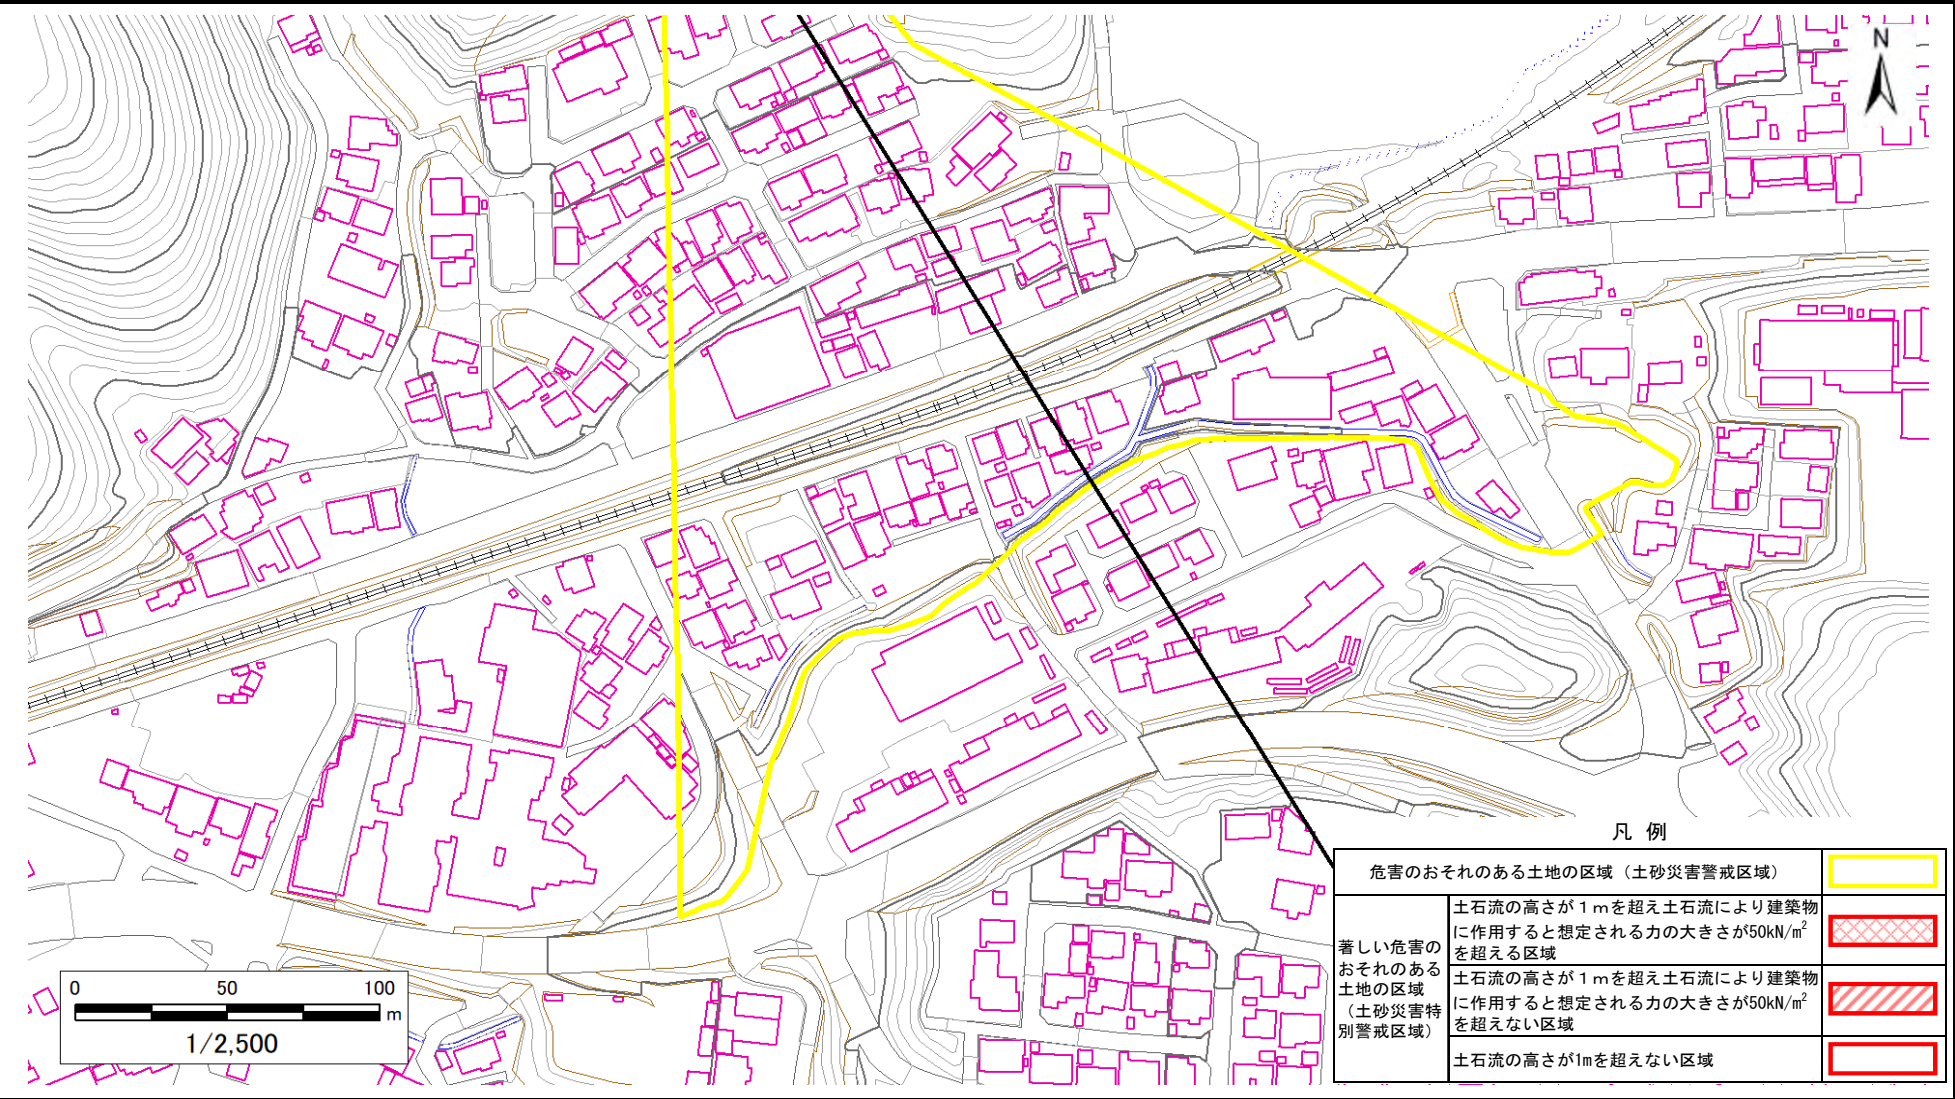 N
凡 例
危害のおそれのある土地の区域（土砂災害警戒区域）
著しい危害の
おそれのある
土地の区域
（土砂災害特
別警戒区域）
土石流の高さが１ｍを超え土石流により建築物
に作用すると想定される力の大きさが50kN/m²
を超える区域
土石流の高さが１ｍを超え土石流により建築物
に作用すると想定される力の大きさが50kN/m²
を超えない区域
土石流の高さが1mを超えない区域
0 50 100
m
1/2,500